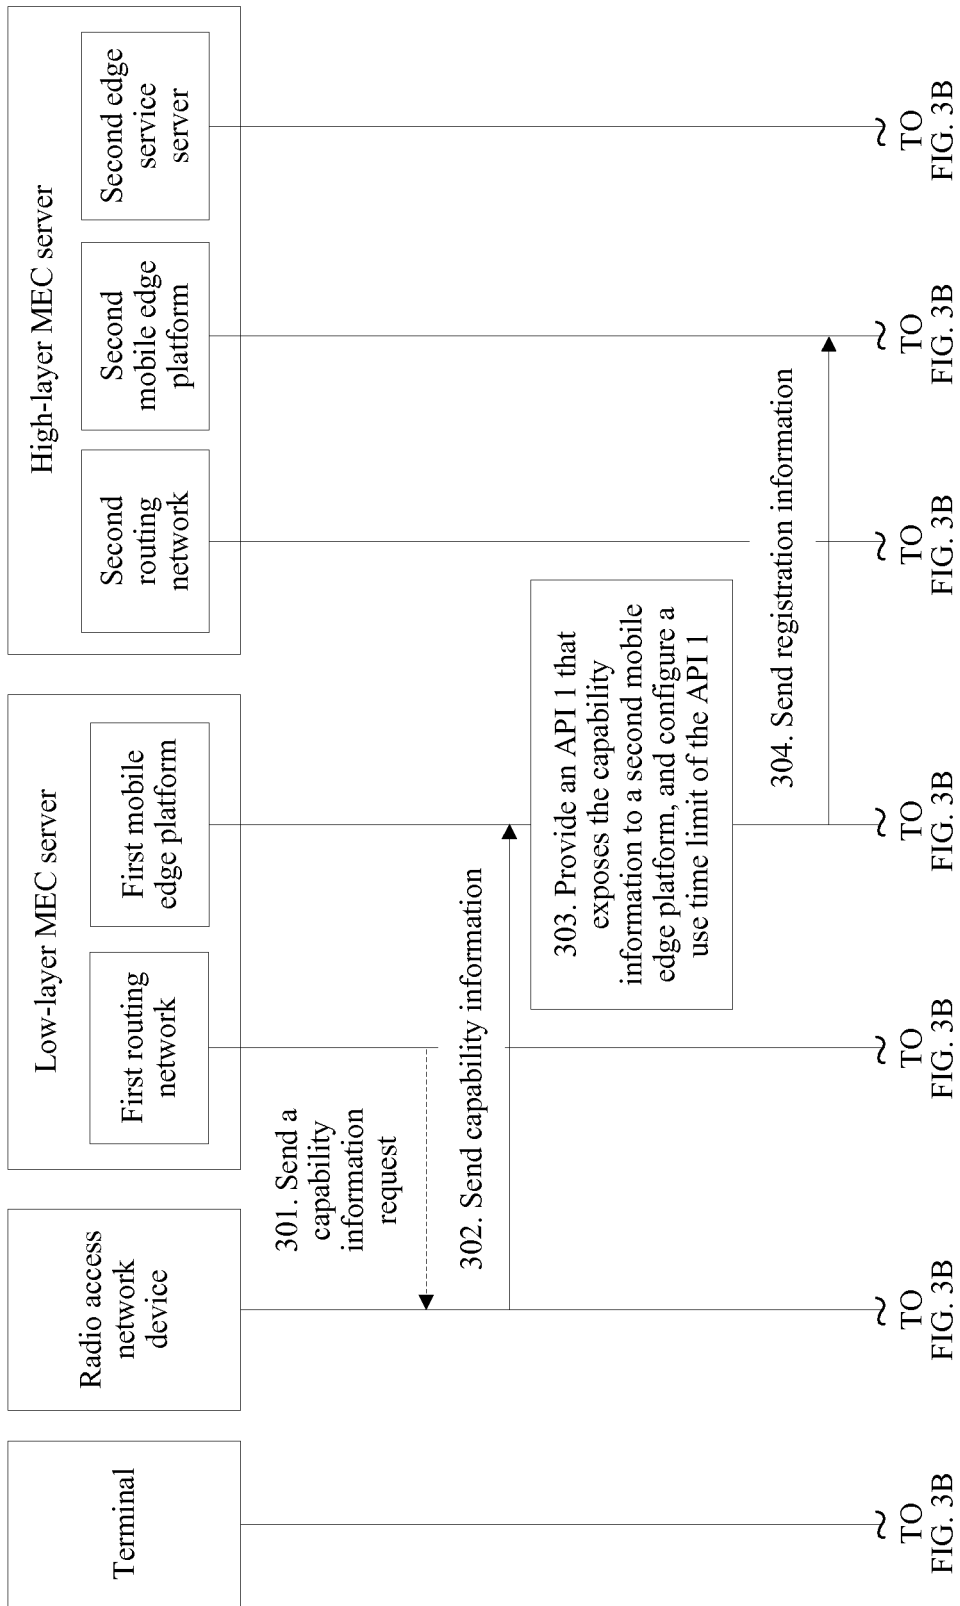 Terminal
Radio access
network
device
Low-layer MEC server
First routing
network
First mobile
edge platform
High-layer MEC server
Second
routing
network
Second
mobile edge
platform
Second edge
service
server
301. Send a
capability
information
request
302. Send capability information
303. Provide an API 1 that
exposes the capability
information to a second mobile
edge platform, and configure a
use time limit of the API 1
304. Send registration information
TO
FIG. 3B
TO
FIG. 3B
TO
FIG. 3B
TO
FIG. 3B
TO
FIG. 3B
TO
FIG. 3B
TO
FIG. 3B